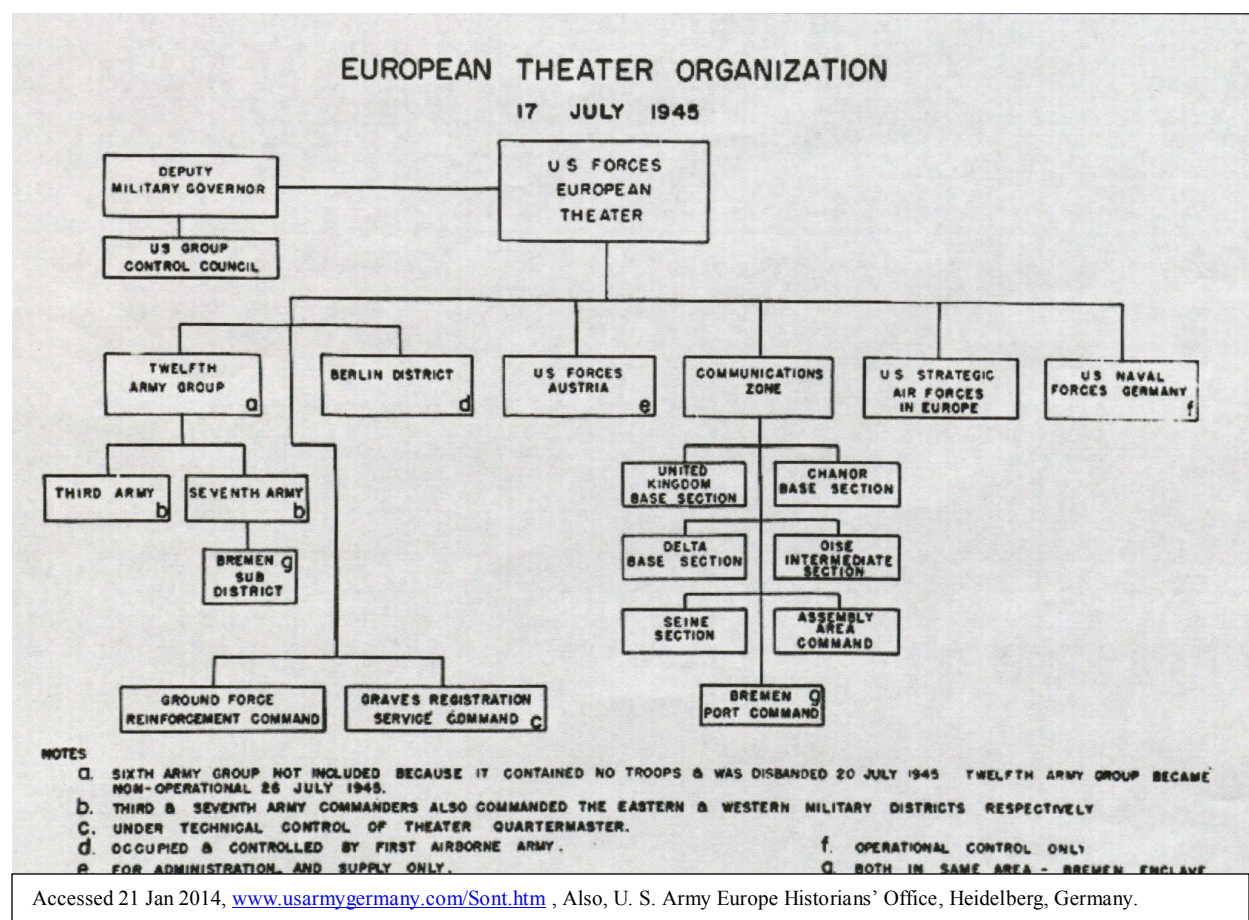 EUROPEAN THEATER ORGANIZATION
17 JULY 1945
DEPUTY
MILITARY GOVERNOR
US GROUP
CONTROL COUNCIL
U S FORCES
EUROPEAN
THEATER
TWELFTH
ARMY GROUP
a
BERLIN DISTRICT
d
US FORCES
AUSTRIA
e
COMMUNICATIONS
ZONE
U S STRATEGIC
AIR FORCES
IN EUROPE
U S NAVAL
FORCES GERMANY
f
THIRD ARMY
b
SEVENTH ARMY
b
BREMEN g
SUB
DISTRICT
UNITED
KINGDOM
BASE SECTION
CHANOR
BASE SECTION
DELTA
BASE SECTION
OISE
INTERMEDIATE
SECTION
SEINE
SECTION
ASSEMBLY
AREA
COMMAND
GROUND FORCE
REINFORCEMENT COMMAND
GRAVES REGISTRATION
SERVICE COMMAND c
BREMEN g
PORT COMMAND
NOTES
a. SIXTH ARMY GROUP NOT INCLUDED BECAUSE IT CONTAINED NO TROOPS & WAS DISBANDED 20 JULY 1945 TWELFTH ARMY GROUP BECAME
NON-OPERATIONAL 26 JULY 1945.
b. THIRD & SEVENTH ARMY COMMANDERS ALSO COMMANDED THE EASTERN & WESTERN MILITARY DISTRICTS RESPECTIVELY
c. UNDER TECHNICAL CONTROL OF THEATER QUARTERMASTER.
d. OCCUPIED & CONTROLLED BY FIRST AIRBORNE ARMY.
f. OPERATIONAL CONTROL ONLY
e. FOR ADMINISTRATION AND SUPPLY ONLY.
g. BOTH IN SAME AREA - BREMEN ENCLAVE
Accessed 21 Jan 2014, www.usarmygermany.com/Sont.htm , Also, U. S. Army Europe Historians' Office, Heidelberg, Germany.